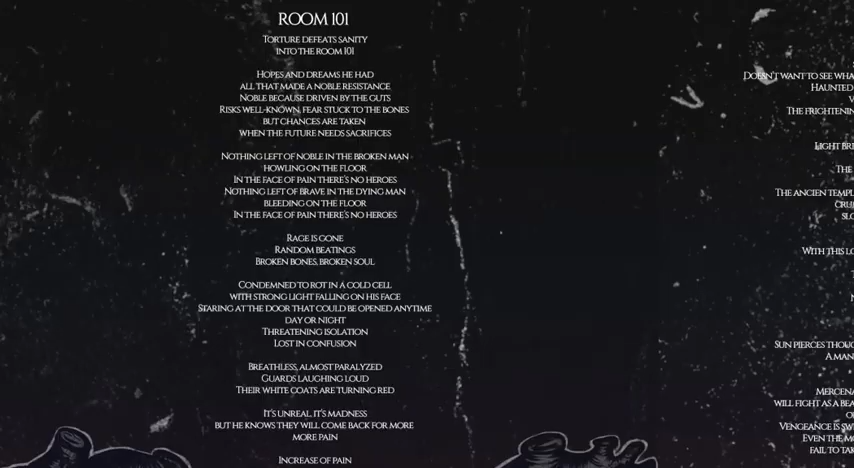 ROOM 101
TORTURE DEFEATS SANITY
INTO THE ROOM 101
HOPES AND DREAMS HE HAD
ALL THAT MADE A NOBLE RESISTANCE
NOBLE BECAUSE DRIVEN BY THE GUTS
RISKS WELL-KNOWN, FEAR STUCK TO THE BONES
BUT CHANCES ARE TAKEN
WHEN THE FUTURE NEEDS SACRIFICES
NOTHING LEFT OF NOBLE IN THE BROKEN MAN
HOWLING ON THE FLOOR
IN THE FACE OF PAIN THERE'S NO HEROES
NOTHING LEFT OF BRAVE IN THE DYING MAN
BLEEDING ON THE FLOOR
IN THE FACE OF PAIN THERE'S NO HEROES
RAGE IS GONE
RANDOM BEATINGS
BROKEN BONES, BROKEN SOUL
CONDEMNED TO ROT IN A COLD CELL
WITH STRONG LIGHT FALLING ON HIS FACE
STARING AT THE DOOR THAT COULD BE OPENED ANYTIME
DAY OR NIGHT
THREATENING ISOLATION
LOST IN CONFUSION
BREATHLESS, ALMOST PARALYZED
GUARDS LAUGHING LOUD
THEIR WHITE COATS ARE TURNING RED
IT'S UNREAL, IT'S MADNESS
BUT HE KNOWS THEY WILL COME BACK FOR MORE
MORE PAIN
INCREASE OF PAIN
DOESN'T WANT TO SEE
HAUNTED
THE
LIGHT
THE
THE ANCIENT
WITH THIS
SUN PIERCES
A MAN
WILL FIGHT AS A
VENGEANCE IS
EVEN THE
FAIL TO